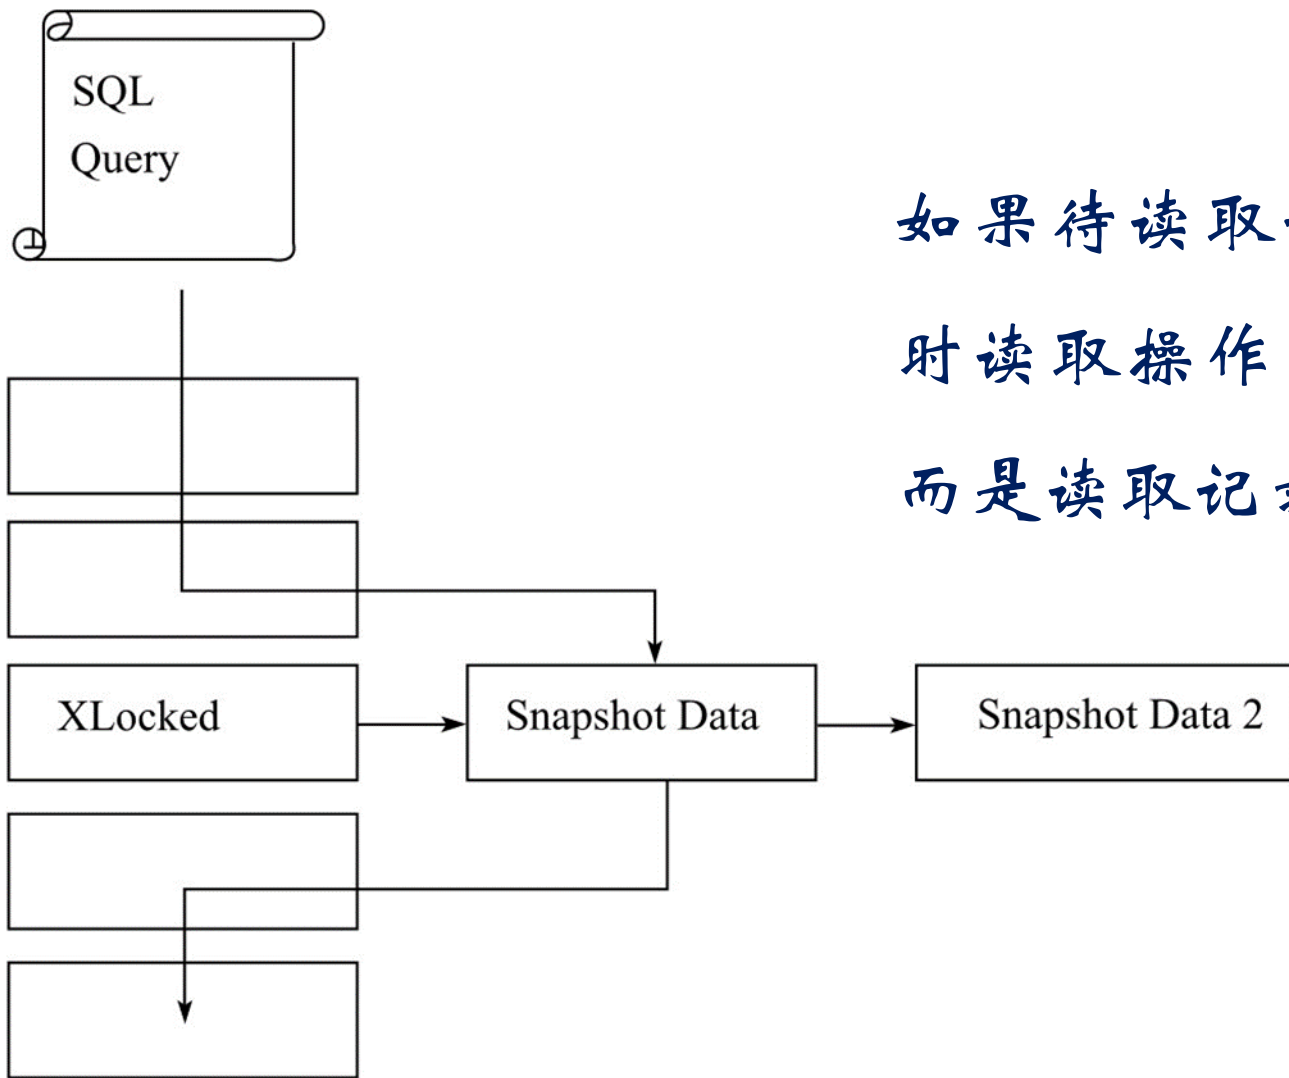 SQL
Query
如果待读取
时读取操作
而是读取记
XLocked
Snapshot Data
Snapshot Data 2